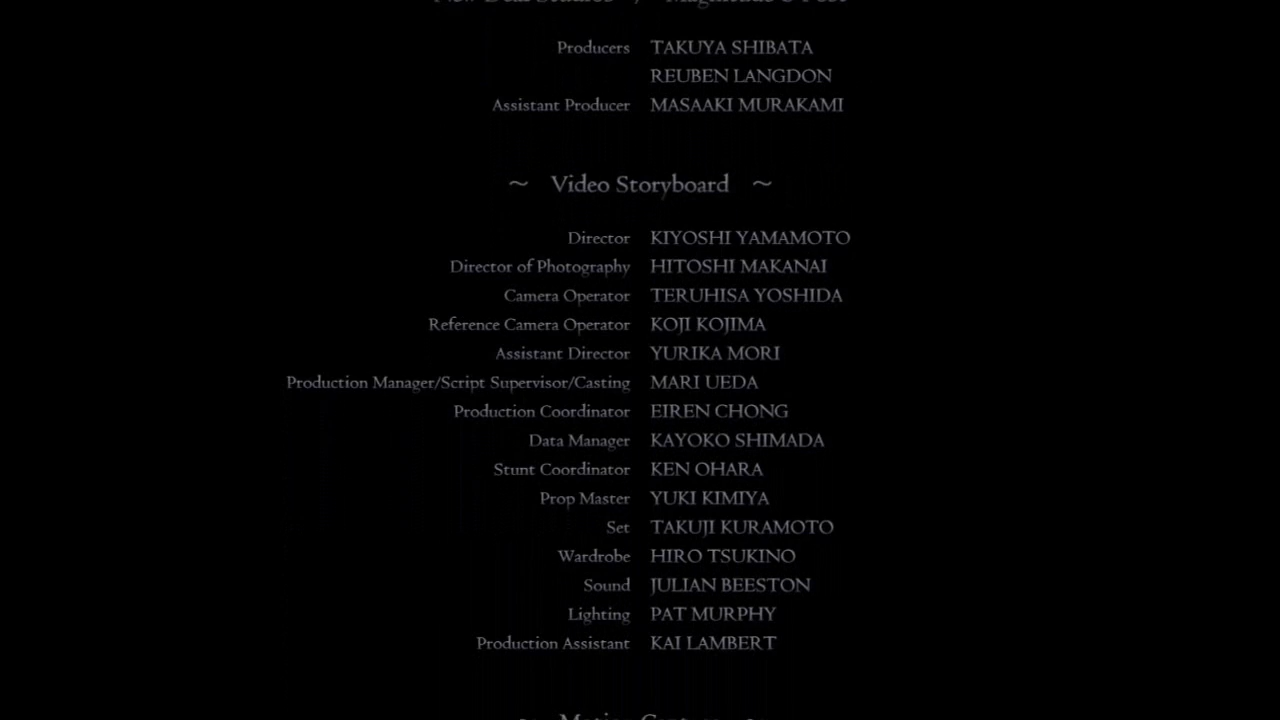 Producers TAKUYA SHIBATA
REUBEN LANGDON
Assistant Producer MASAAKI MURAKAMI
~ Video Storyboard ~
Director KIYOSHI YAMAMOTO
Director of Photography HITOSHI MAKANAI
Camera Operator TERUHISA YOSHIDA
Reference Camera Operator KOJI KOJIMA
Assistant Director YURIKA MORI
Production Manager/Script Supervisor/Casting MARI UEDA
Production Coordinator EIREN CHONG
Data Manager KAYOKO SHIMADA
Stunt Coordinator KEN OHARA
Prop Master YUKI KIMIYA
Set TAKUJI KURAMOTO
Wardrobe HIRO TSUKINO
Sound JULIAN BEESTON
Lighting PAT MURPHY
Production Assistant KAI LAMBERT